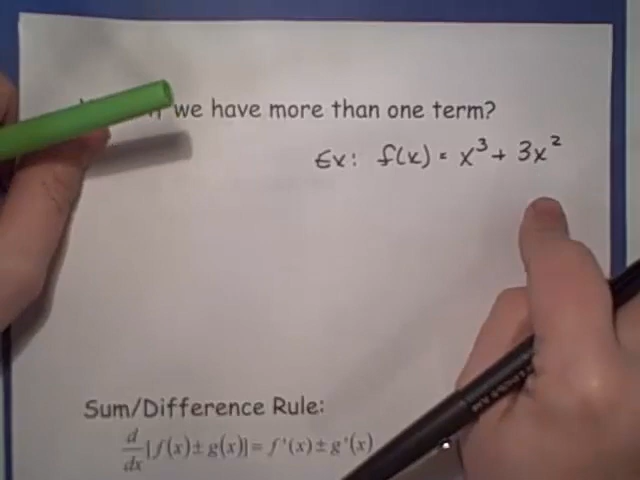 we have more than one term?
Ex: f(x) = x³ + 3x²
Sum/Difference Rule:
d/dx [f(x) ± g(x)] = f'(x) ± g'(x)